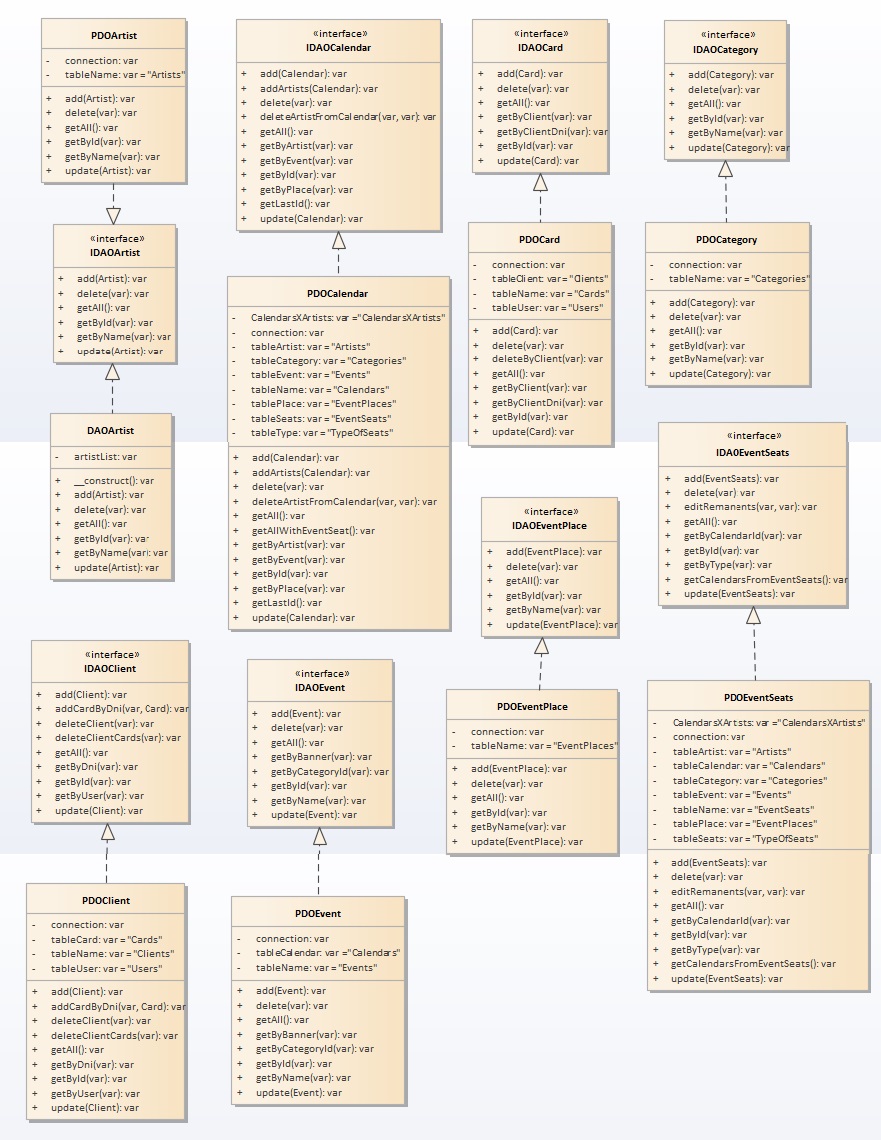 PDOArtist
- connection: var
- tableName: var = "Artists"
+ add(Artist): var
+ delete(var): var
+ getAll(): var
+ getById(var): var
+ getByName(var): var
+ update(Artist): var
«interface»
IDAOCalendar
+ add(Calendar): var
+ addArtists(Calendar): var
+ delete(var): var
+ deleteArtistFromCalendar(var, var): var
+ getAll(): var
+ getByArtist(var): var
+ getByEvent(var): var
+ getById(var): var
+ getByPlace(var): var
+ getLastId(): var
+ update(Calendar): var
«interface»
IDAOCard
+ add(Card): var
+ delete(var): var
+ getAll(): var
+ getByClient(var): var
+ getByClientDni(var): var
+ getById(var): var
+ update(Card): var
«interface»
IDAOCategory
+ add(Category): var
+ delete(var): var
+ getAll(): var
+ getById(var): var
+ getByName(var): var
+ update(Category): var
«interface»
IDAOArtist
+ add(Artist): var
+ delete(var): var
+ getAll(): var
+ getById(var): var
+ getByName(var): var
+ update(Artist): var
PDOCalendar
- CalendarsXArtists: var ="CalendarsXArtists"
- connection: var
- tableArtist: var = "Artists"
- tableCategory: var = "Categories"
- tableEvent: var = "Events"
- tableName: var = "Calendars"
- tablePlace: var = "EventPlaces"
- tableSeats: var = "EventSeats"
- tableType: var = "TypeOfSeats"
+ add(Calendar): var
+ addArtists(Calendar): var
+ delete(var): var
+ deleteArtistFromCalendar(var, var): var
+ getAll(): var
+ getAllWithEventSeat(): var
+ getByArtist(var): var
+ getByEvent(var): var
+ getById(var): var
+ getByPlace(var): var
+ getLastId(): var
+ update(Calendar): var
PDOCard
- connection: var
- tableClient: var = "Clients"
- tableName: var = "Cards"
- tableUser: var = "Users"
+ add(Card): var
+ delete(var): var
+ deleteByClient(var): var
+ getAll(): var
+ getByClient(var): var
+ getByClientDni(var): var
+ getById(var): var
+ update(Card): var
PDOCategory
- connection: var
- tableName: var = "Categories"
+ add(Category): var
+ delete(var): var
+ getAll(): var
+ getById(var): var
+ getByName(var): var
+ update(Category): var
DAOArtist
- artistList: var
+ __construct(): var
+ add(Artist): var
+ delete(var): var
+ getAll(): var
+ getById(var): var
+ getByName(var): var
+ update(Artist): var
«interface»
IDAOEventPlace
+ add(EventPlace): var
+ delete(var): var
+ getAll(): var
+ getById(var): var
+ getByName(var): var
+ update(EventPlace): var
«interface»
IDAOEventSeats
+ add(EventSeats): var
+ delete(var): var
+ editRemanents(var, var): var
+ getAll(): var
+ getByCalendarId(var): var
+ getById(var): var
+ getByType(var): var
+ getCalendarsFromEventSeats(): var
+ update(EventSeats): var
«interface»
IDAOClient
+ add(Client): var
+ addCardByDni(var, Card): var
+ deleteClient(var): var
+ deleteClientCards(var): var
+ getAll(): var
+ getByDni(var): var
+ getById(var): var
+ getByUser(var): var
+ update(Client): var
«interface»
IDAOEvent
+ add(Event): var
+ delete(var): var
+ getAll(): var
+ getByBanner(var): var
+ getByCategoryId(var): var
+ getById(var): var
+ getByName(var): var
+ update(Event): var
PDOEventPlace
- connection: var
- tableName: var = "EventPlaces"
+ add(EventPlace): var
+ delete(var): var
+ getAll(): var
+ getById(var): var
+ getByName(var): var
+ update(EventPlace): var
PDOEventSeats
- CalendarsXArtists: var ="CalendarsXArtists"
- connection: var
- tableArtist: var = "Artists"
- tableCalendar: var = "Calendars"
- tableCategory: var = "Categories"
- tableEvent: var = "Events"
- tableName: var = "EventSeats"
- tablePlace: var = "EventPlaces"
- tableSeats: var = "TypeOfSeats"
+ add(EventSeats): var
+ delete(var): var
+ editRemanents(var, var): var
+ getAll(): var
+ getByCalendarId(var): var
+ getById(var): var
+ getByType(var): var
+ getCalendarsFromEventSeats(): var
+ update(EventSeats): var
PDOClient
- connection: var
- tableCard: var = "Cards"
- tableName: var = "Clients"
- tableUser: var = "Users"
+ add(Client): var
+ addCardByDni(var, Card): var
+ deleteClient(var): var
+ deleteClientCards(var): var
+ getAll(): var
+ getByDni(var): var
+ getById(var): var
+ getByUser(var): var
+ update(Client): var
PDOEvent
- connection: var
- tableCalendar: var ="Calendars"
- tableName: var = "Events"
+ add(Event): var
+ delete(var): var
+ getAll(): var
+ getByBanner(var): var
+ getByCategoryId(var): var
+ getById(var): var
+ getByName(var): var
+ update(Event): var